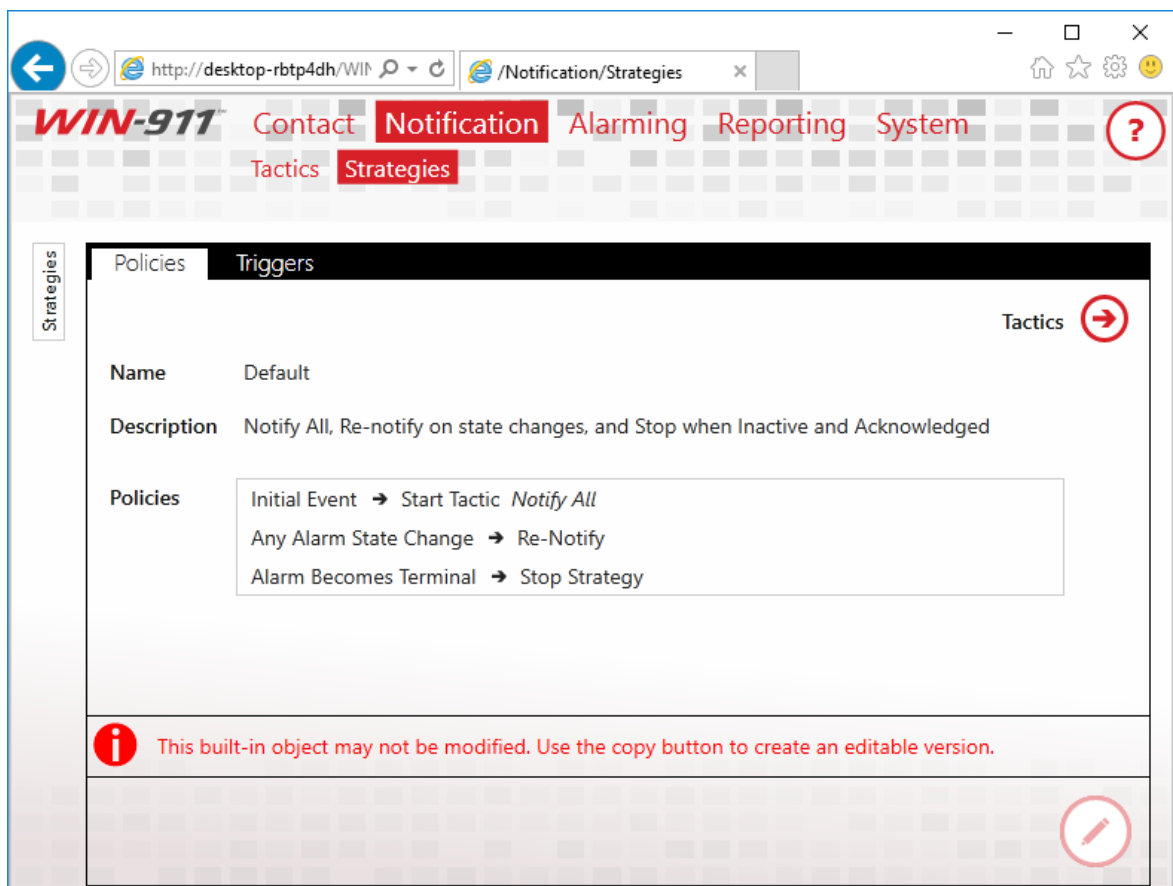 http://desktop-rbtp4dh/WIN
/Notification/Strategies
WIN-911™ Contact Notification Alarming Reporting System ?
Tactics Strategies
Strategies
Policies Triggers
Tactics
Name Default
Description Notify All, Re-notify on state changes, and Stop when Inactive and Acknowledged
Policies Initial Event ➔ Start Tactic Notify All
Any Alarm State Change ➔ Re-Notify
Alarm Becomes Terminal ➔ Stop Strategy
This built-in object may not be modified. Use the copy button to create an editable version.